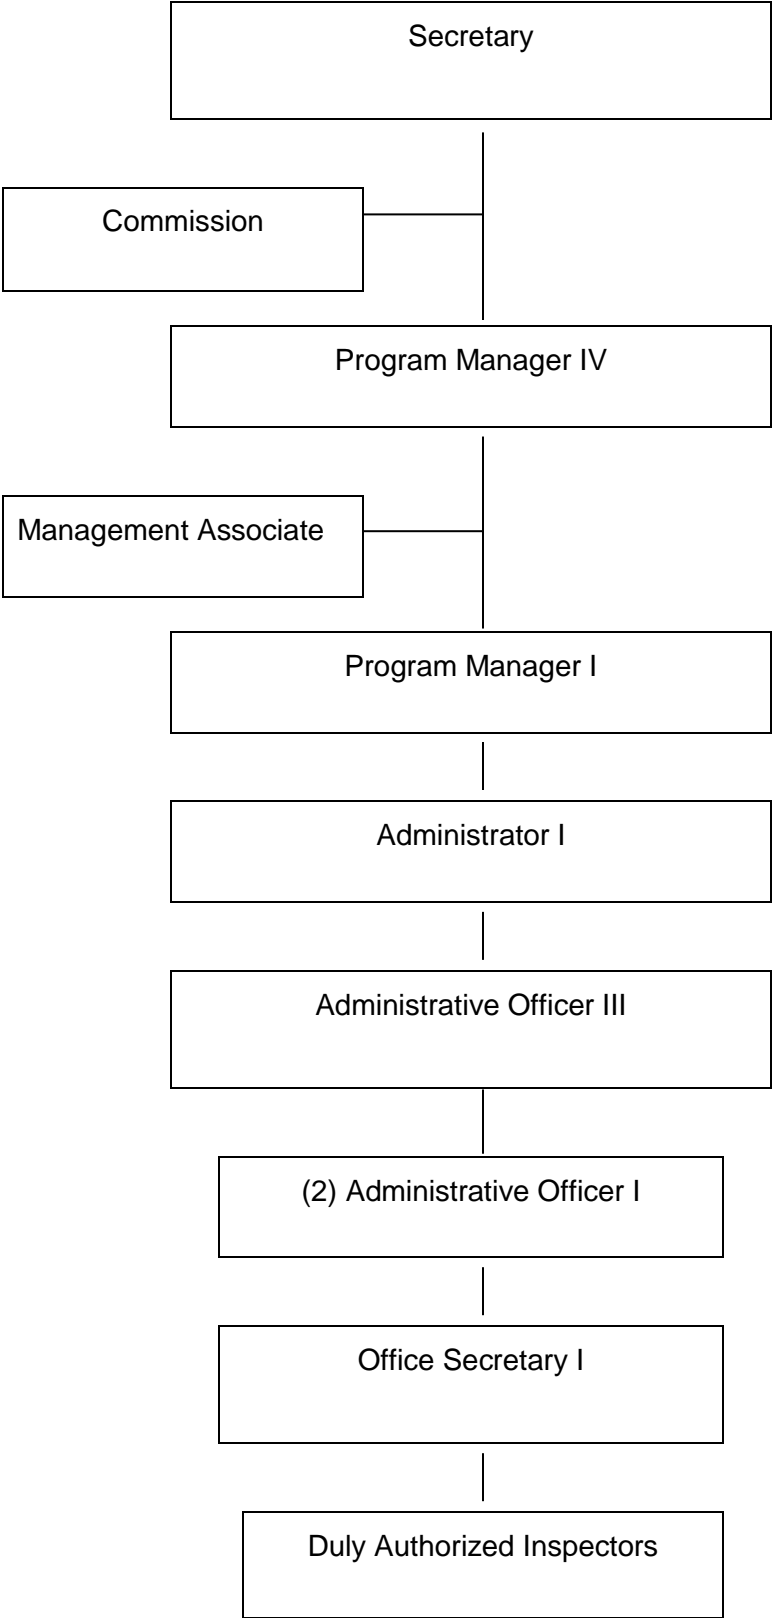 Secretary
Commission
Program Manager IV
Management Associate
Program Manager I
Administrator I
Administrative Officer III
(2) Administrative Officer I
Office Secretary I
Duly Authorized Inspectors